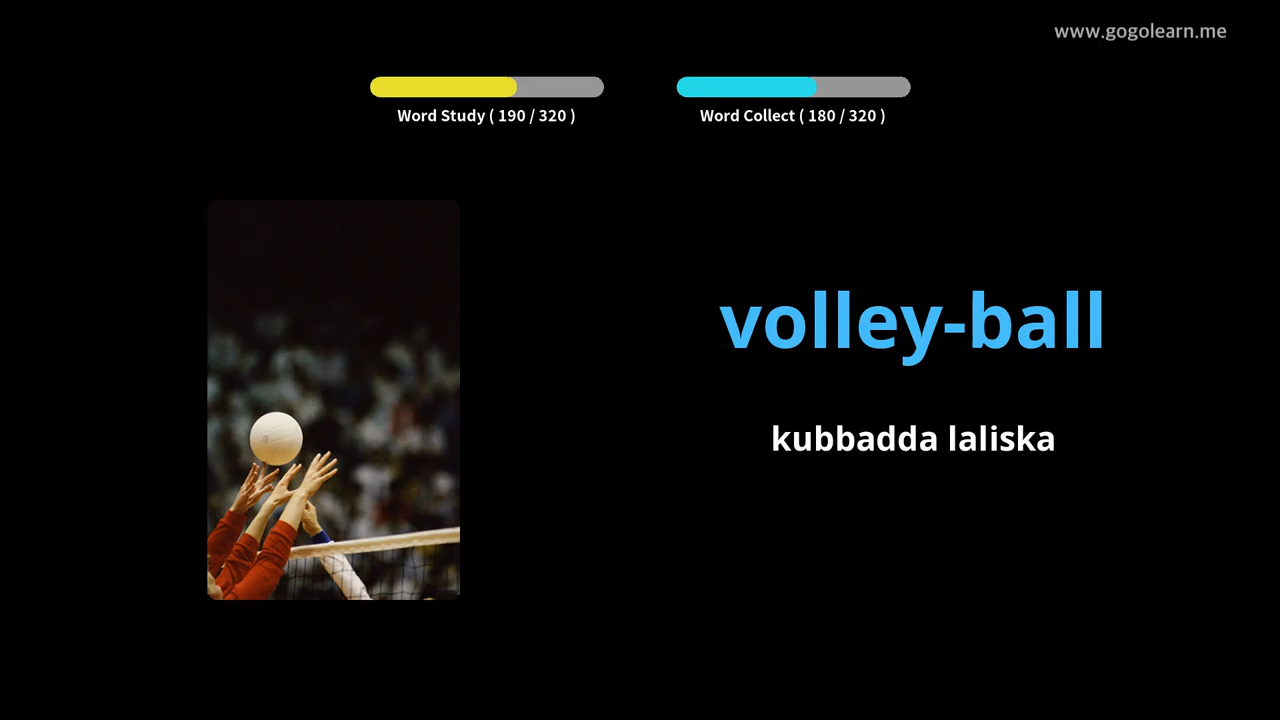 www.gogolearn.me
Word Study ( 190 / 320 )
Word Collect ( 180 / 320 )
volley-ball
kubbadda laliska